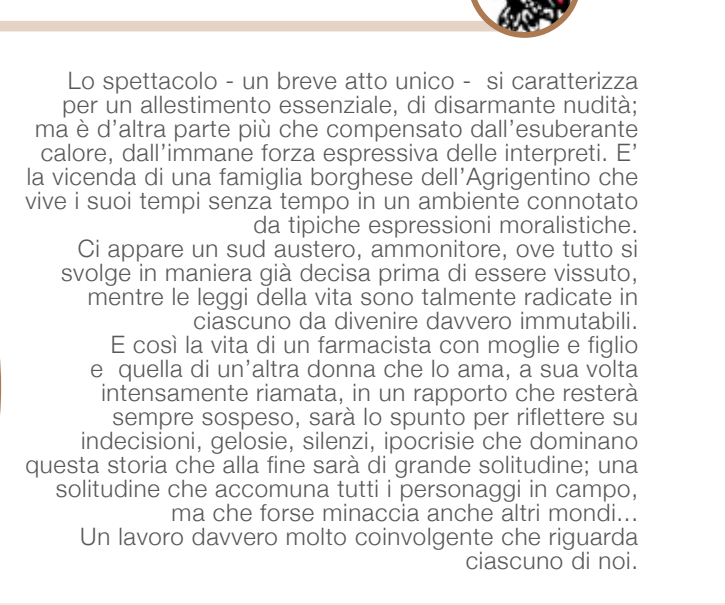 Lo spettacolo - un breve atto unico -  si caratterizza
per un allestimento essenziale, di disarmante nudità;
ma è d’altra parte più che compensato dall’esuberante
calore, dall’immane forza espressiva delle interpreti. E’
la vicenda di una famiglia borghese dell’Agrigentino che
vive i suoi tempi senza tempo in un ambiente connotato
da tipiche espressioni moralistiche.
Ci appare un sud austero, ammonitore, ove tutto si
svolge in maniera già decisa prima di essere vissuto,
mentre le leggi della vita sono talmente radicate in
ciascuno da divenire davvero immutabili.
E così la vita di un farmacista con moglie e figlio
e  quella di un’altra donna che lo ama, a sua volta
intensamente riamata, in un rapporto che resterà
sempre sospeso, sarà lo spunto per riflettere su
indecisioni, gelosie, silenzi, ipocrisie che dominano
questa storia che alla fine sarà di grande solitudine; una
solitudine che accomuna tutti i personaggi in campo,
ma che forse minaccia anche altri mondi...
Un lavoro davvero molto coinvolgente che riguarda
ciascuno di noi.